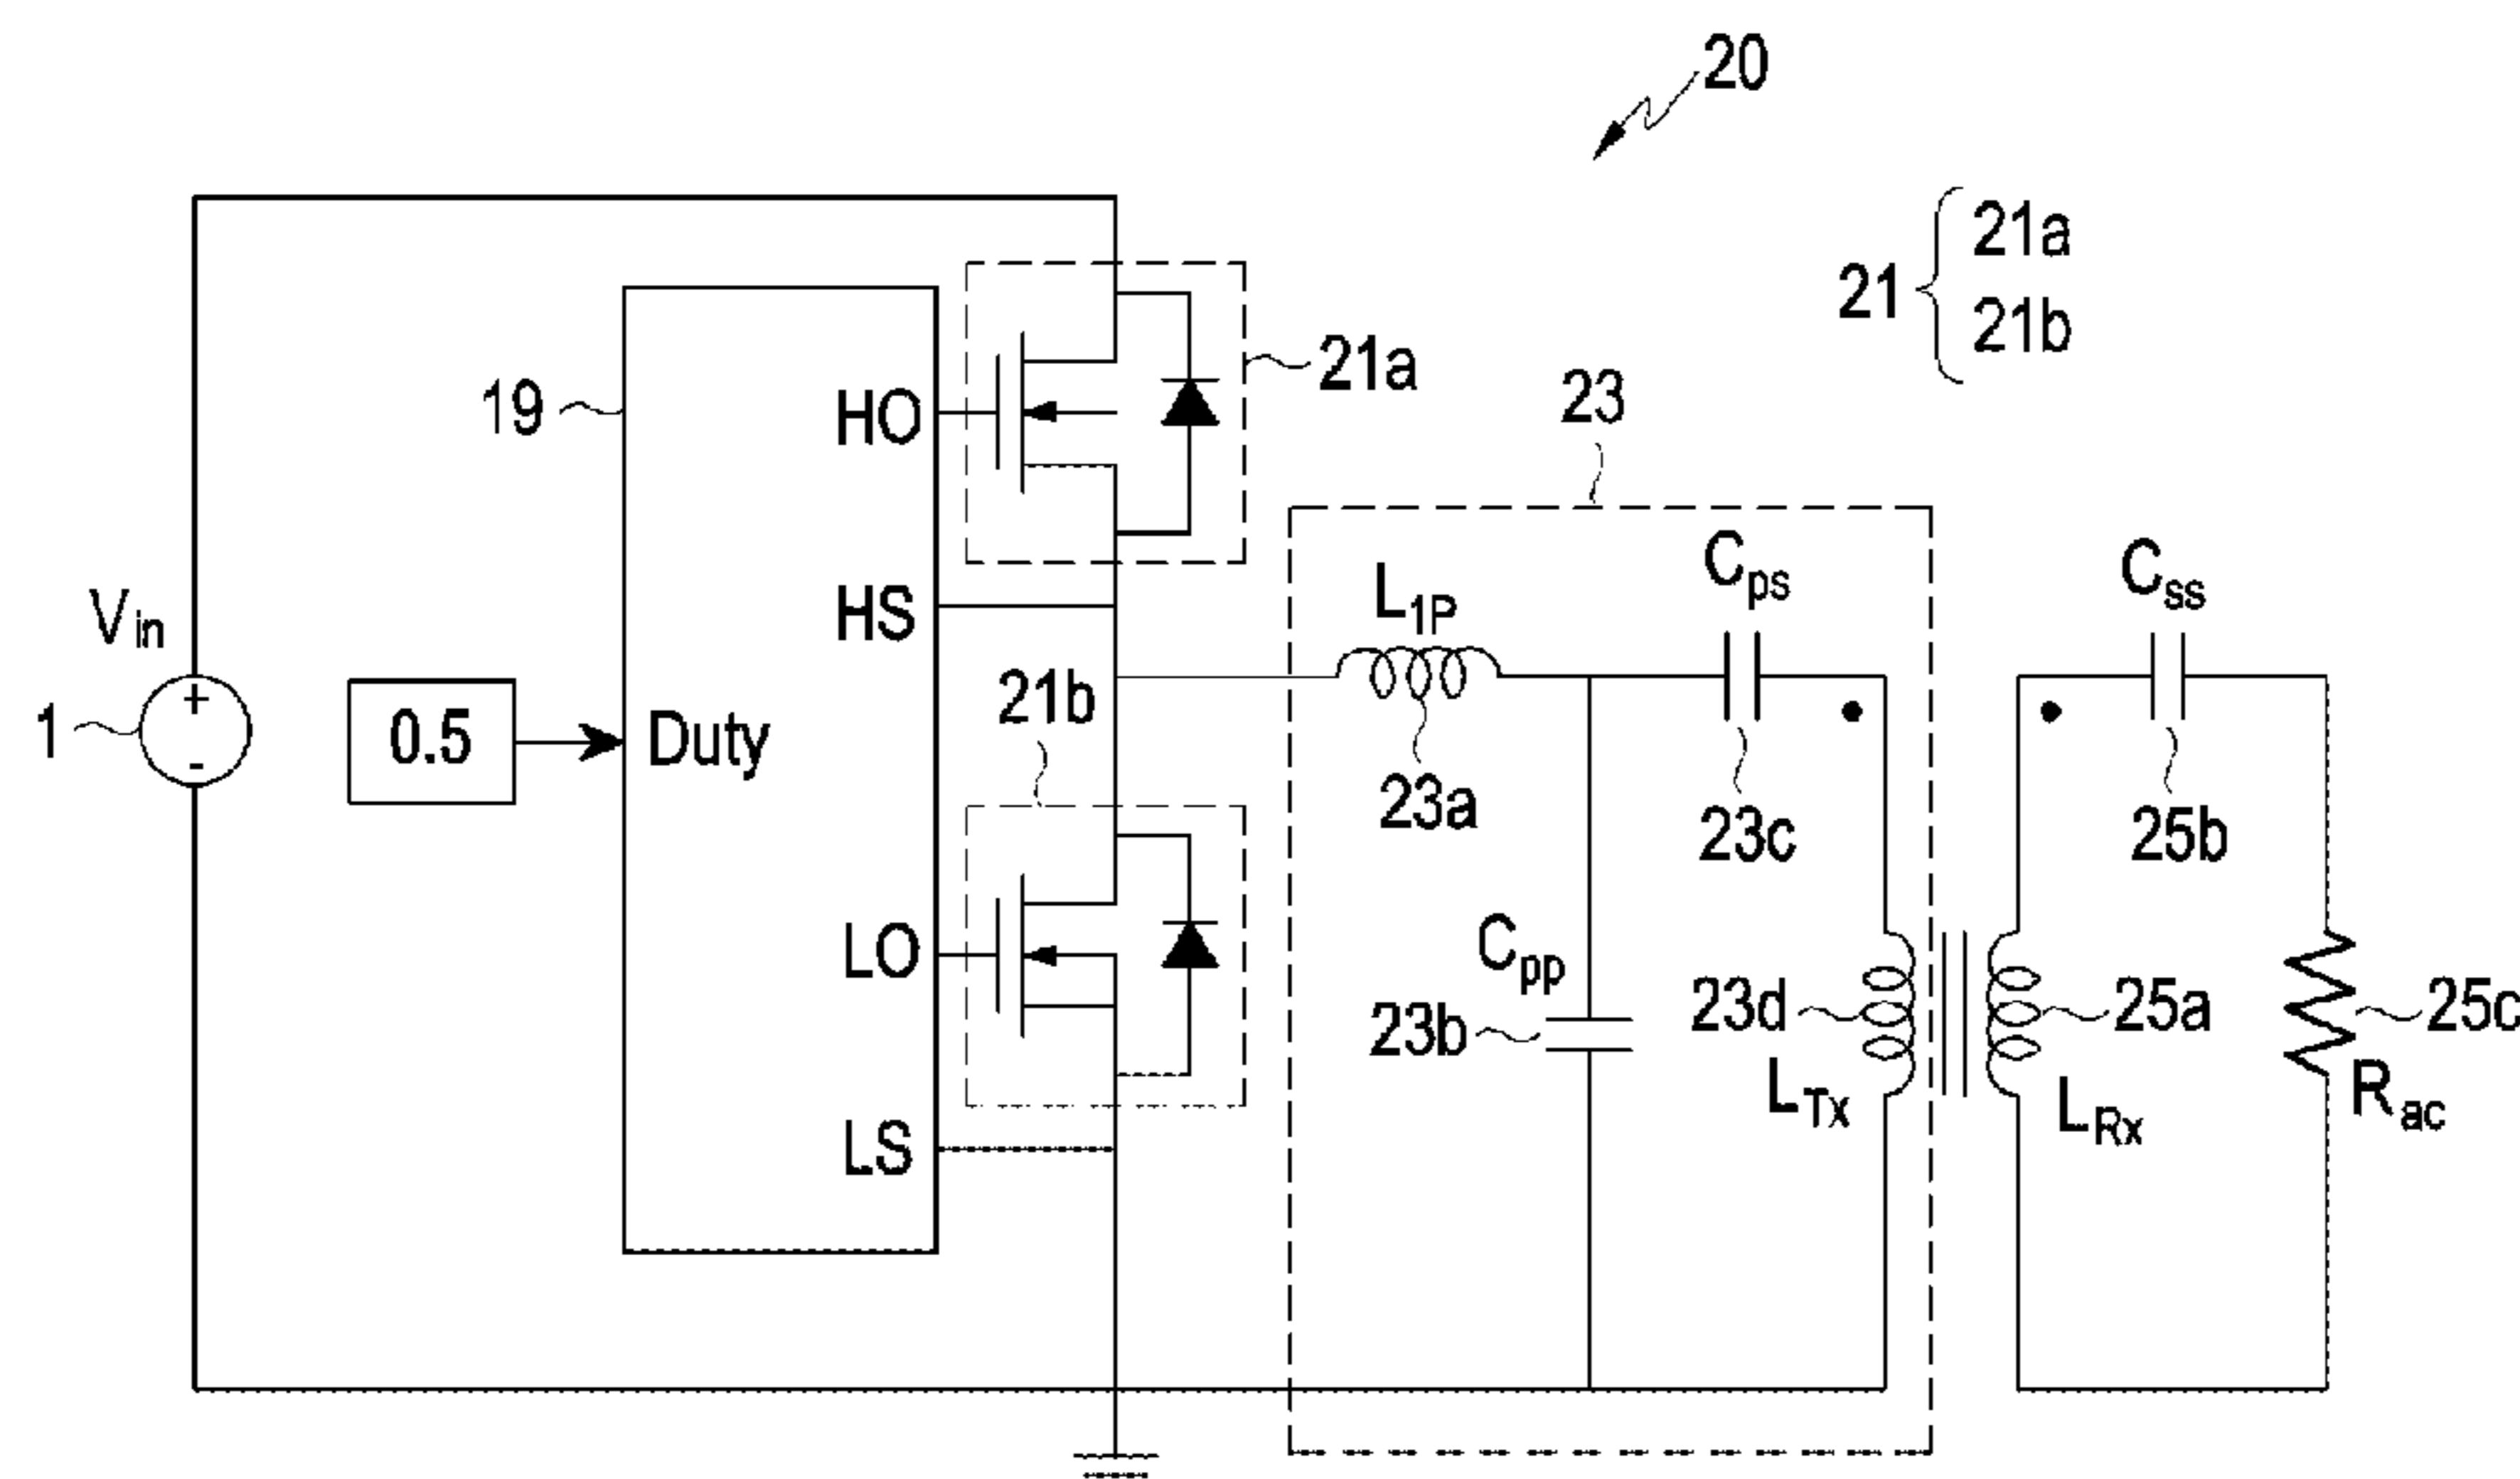 20
21
21a
21b
19
HO
21a
23
Vin
HS
L1P
Cps
Css
1
+
-
0.5
Duty
21b
23a
23c
25b
LO
Cpp
23b
23d
25a
25c
LTx
LRx
Rac
LS